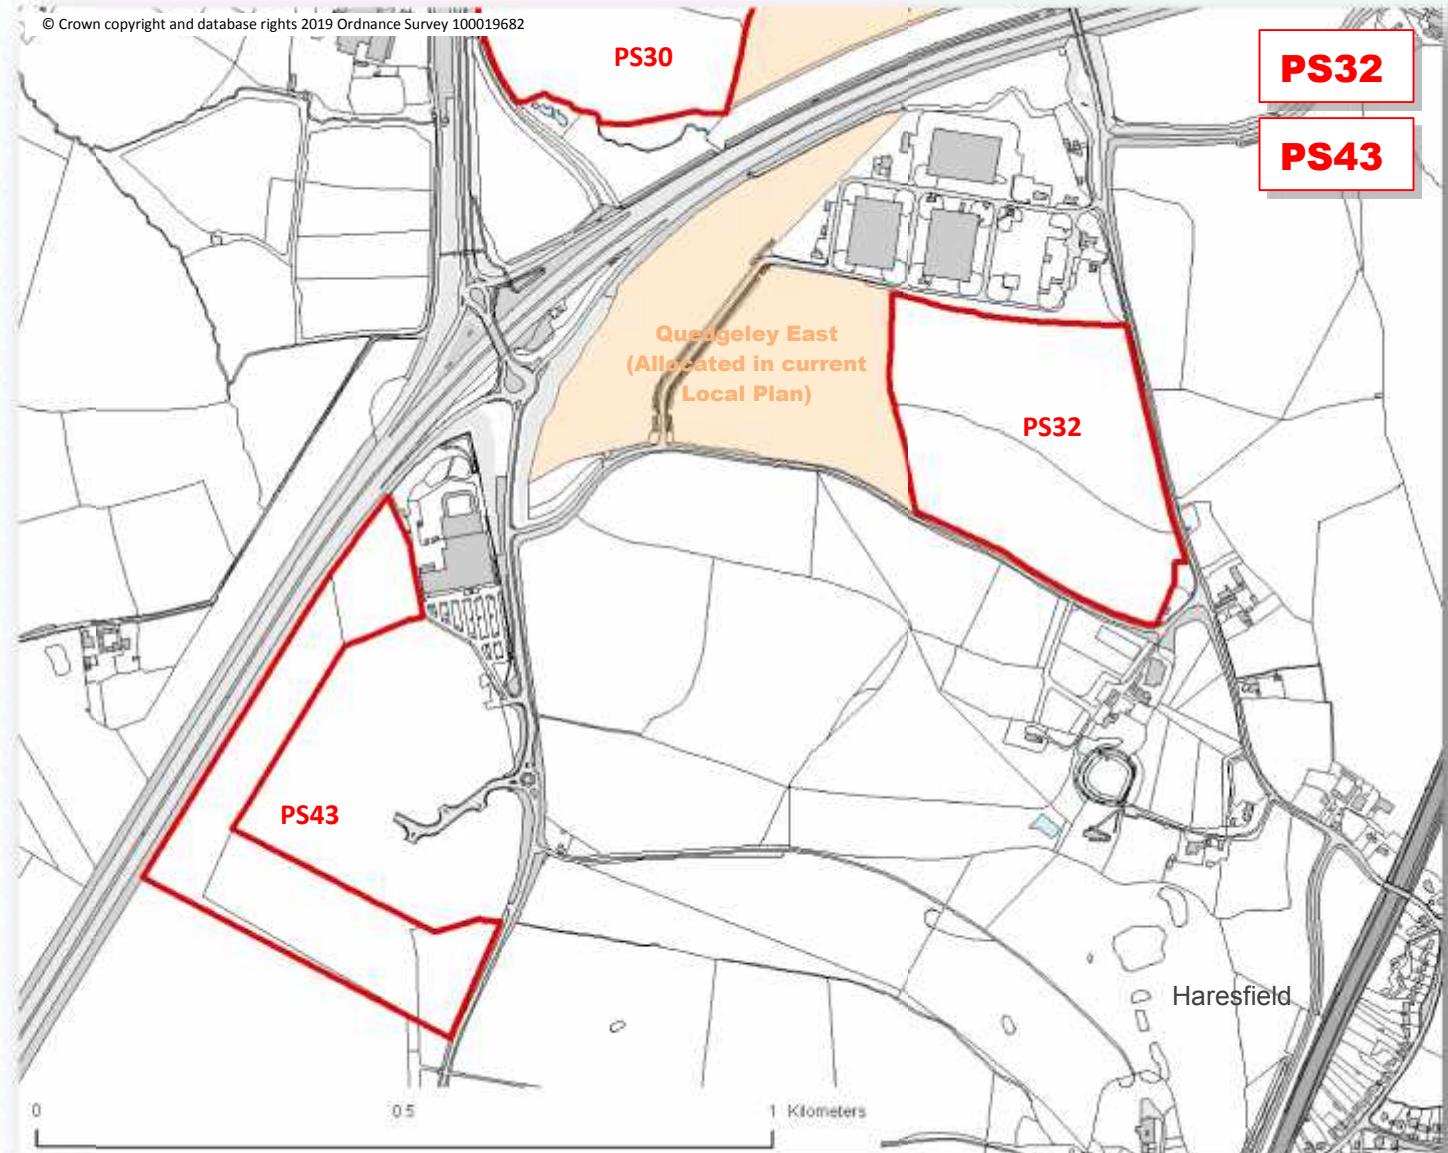 © Crown copyright and database rights 2019 Ordnance Survey 100019682
PS30
PS32
PS43
Quedgeley East
(Allocated in current
Local Plan)
PS32
PS43
Haresfield
0
0.5
1 Kilometers